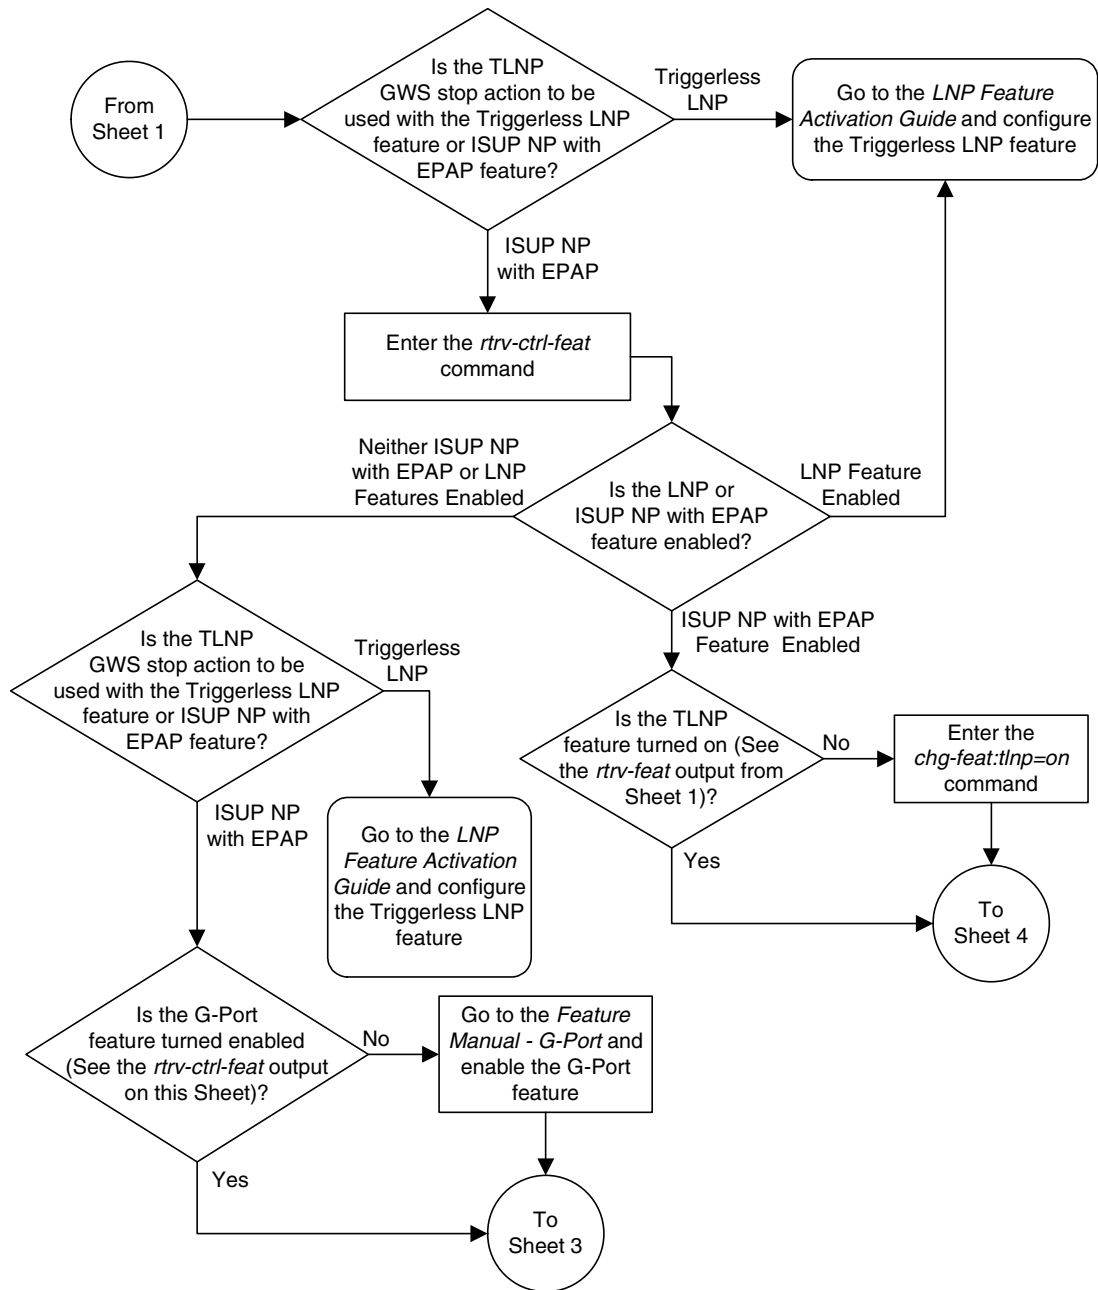 From
Sheet 1
Is the TLNP
GWS stop action to be
used with the Triggerless LNP
feature or ISUP NP with
EPAP feature?
Triggerless
LNP
Go to the LNP Feature
Activation Guide and configure
the Triggerless LNP feature
ISUP NP
with EPAP
Enter the rtrv-ctrl-feat
command
Neither ISUP NP
with EPAP or LNP
Features Enabled
Is the LNP or
ISUP NP with EPAP
feature enabled?
LNP Feature
Enabled
ISUP NP with EPAP
Feature Enabled
Is the TLNP
GWS stop action to be
used with the Triggerless LNP
feature or ISUP NP with
EPAP feature?
Triggerless
LNP
Is the TLNP
feature turned on (See
the rtrv-feat output from
Sheet 1)?
No
Enter the
chg-feat:tlnp=on
command
ISUP NP
with EPAP
Go to the LNP
Feature Activation
Guide and configure
the Triggerless LNP
feature
Yes
To
Sheet 4
Is the G-Port
feature turned enabled
(See the rtrv-ctrl-feat output
on this Sheet)?
No
Go to the Feature
Manual - G-Port and
enable the G-Port
feature
Yes
To
Sheet 3